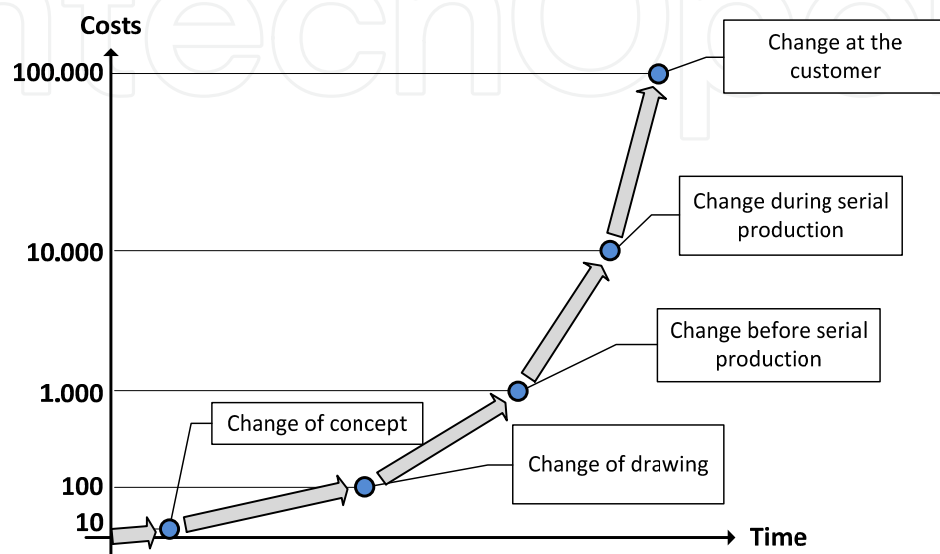 Costs
100.000
Change at the
customer
Change during serial
production
10.000
Change before serial
production
1.000
Change of concept
Change of drawing
100
10
Time